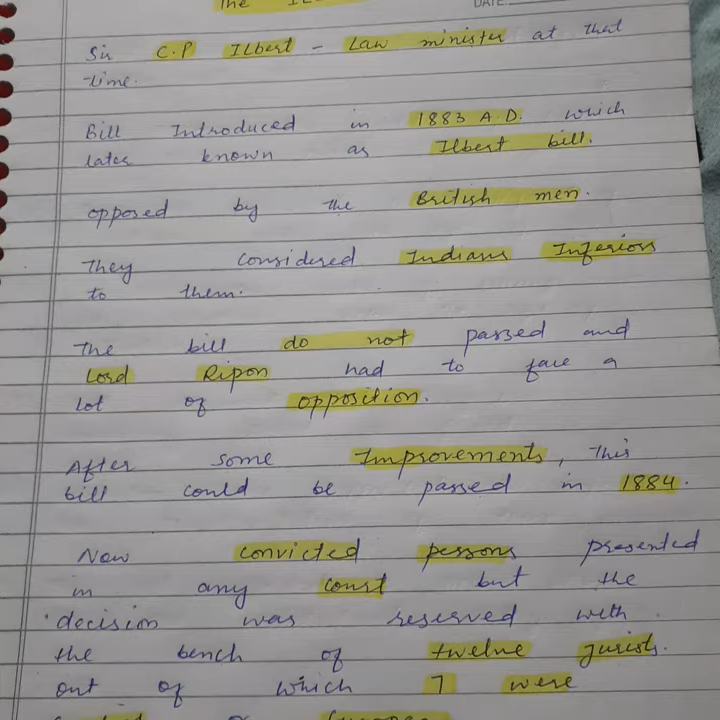 The
DATE
Sir C.P Ilbert - Law minister at that
time.
Bill Introduced in 1883 A.D. which
later known as Ilbert bill.
opposed by the British men.
They considered Indians Inferiors
to them.
The bill do not passed and
Lord Ripon had to face a
lot of opposition.
After some Improvements, This
bill could be passed in 1884.
Now convicted persons presented
in any court but the
decision was reserved with
the bench of twelve jurists.
out of which 7 were